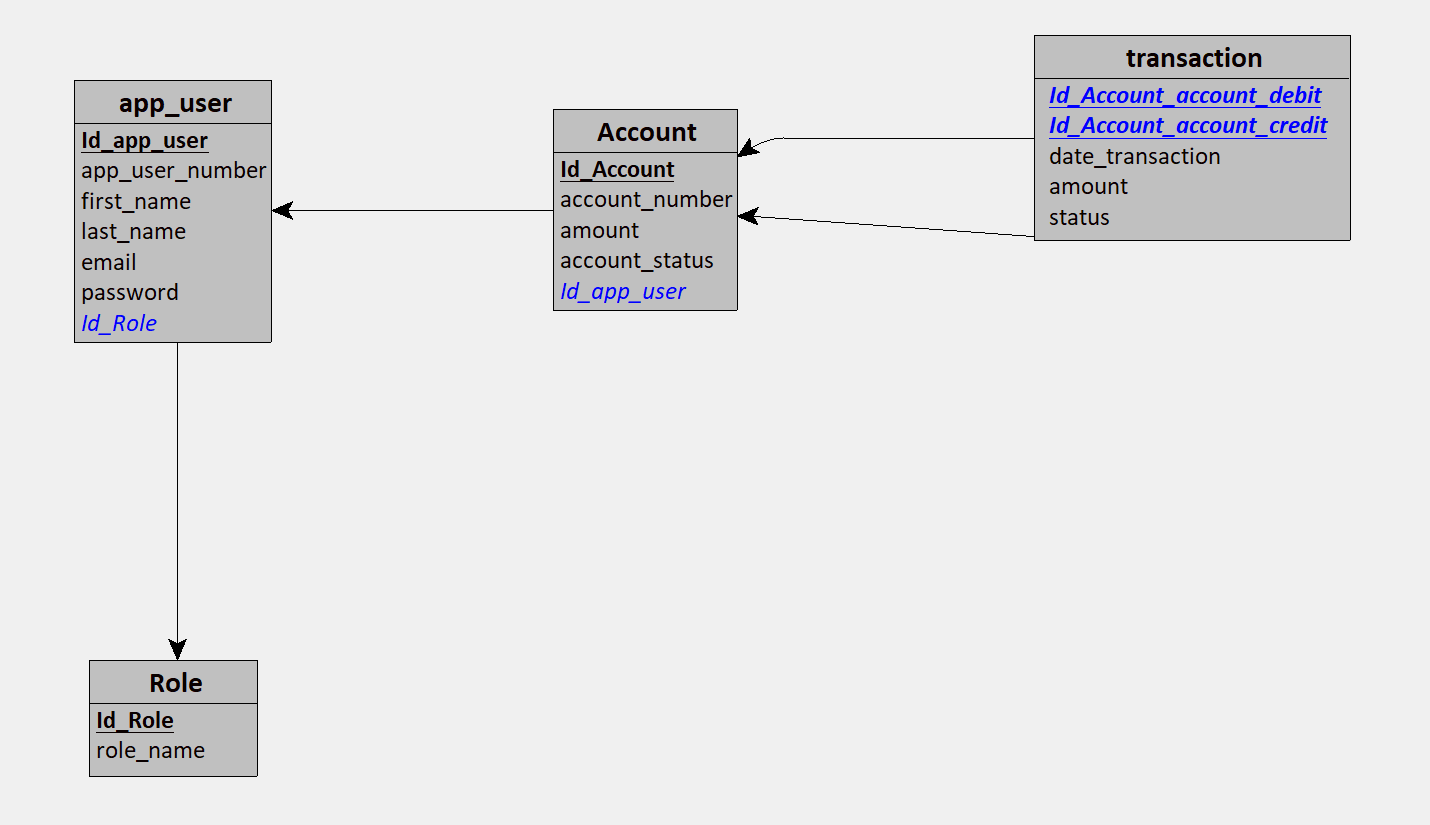 app_user
Id_app_user
app_user_number
first_name
last_name
email
password
Id_Role
Account
Id_Account
account_number
amount
account_status
Id_app_user
transaction
Id_Account_account_debit
Id_Account_account_credit
date_transaction
amount
status
Role
Id_Role
role_name